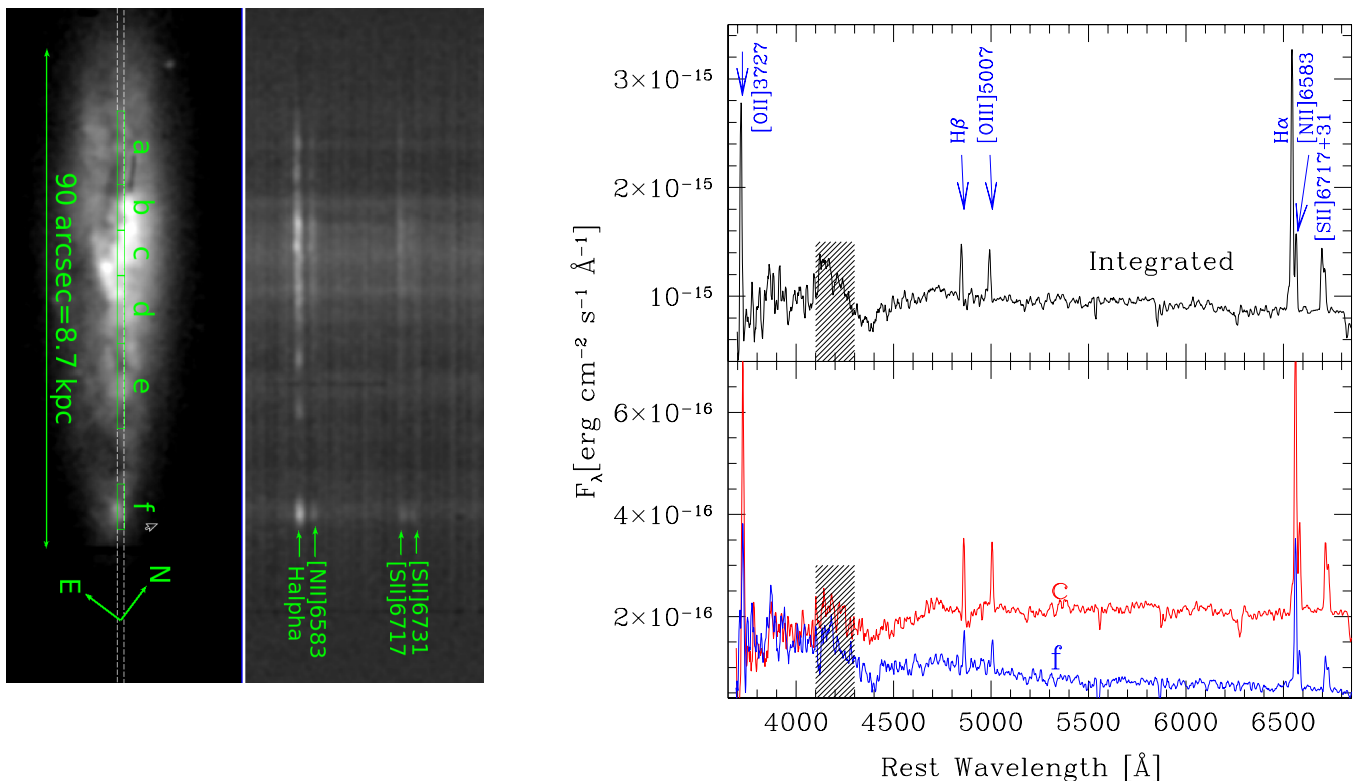 90 arcsec=8.7 kpc
a
b
c
d
e
f
N
E
Halpha
[NII]6583
[SII]6717
[SII]6731
[OII]3727
Hβ
[OIII]5007
Hα
[NII]6583
[SII]6717+31
Integrated
3×10⁻¹⁵
2×10⁻¹⁵
10⁻¹⁵
6×10⁻¹⁶
4×10⁻¹⁶
2×10⁻¹⁶
c
f
F_λ[erg cm⁻² s⁻¹ Å⁻¹]
4000 4500 5000 5500 6000 6500
Rest Wavelength [Å]